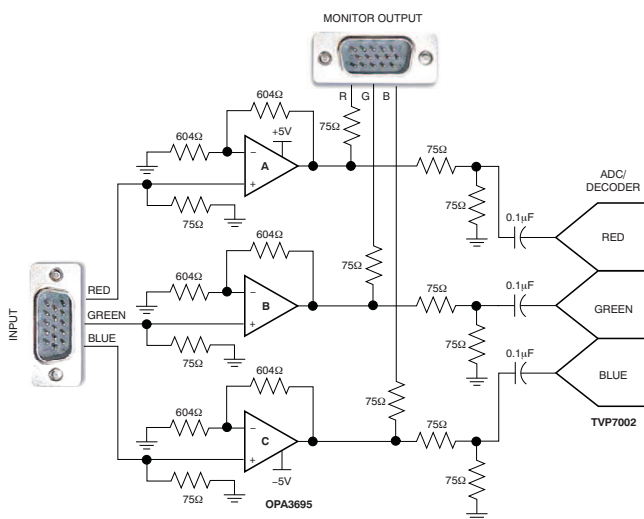 MONITOR OUTPUT
R G B
604Ω
604Ω
+5V
75Ω
A
75Ω
75Ω
75Ω
ADC/
DECODER
0.1µF
RED
604Ω
604Ω
75Ω
B
75Ω
75Ω
75Ω
0.1µF
GREEN
INPUT
RED
GREEN
BLUE
604Ω
604Ω
75Ω
C
75Ω
–5V
75Ω
75Ω
0.1µF
BLUE
OPA3695
TVP7002